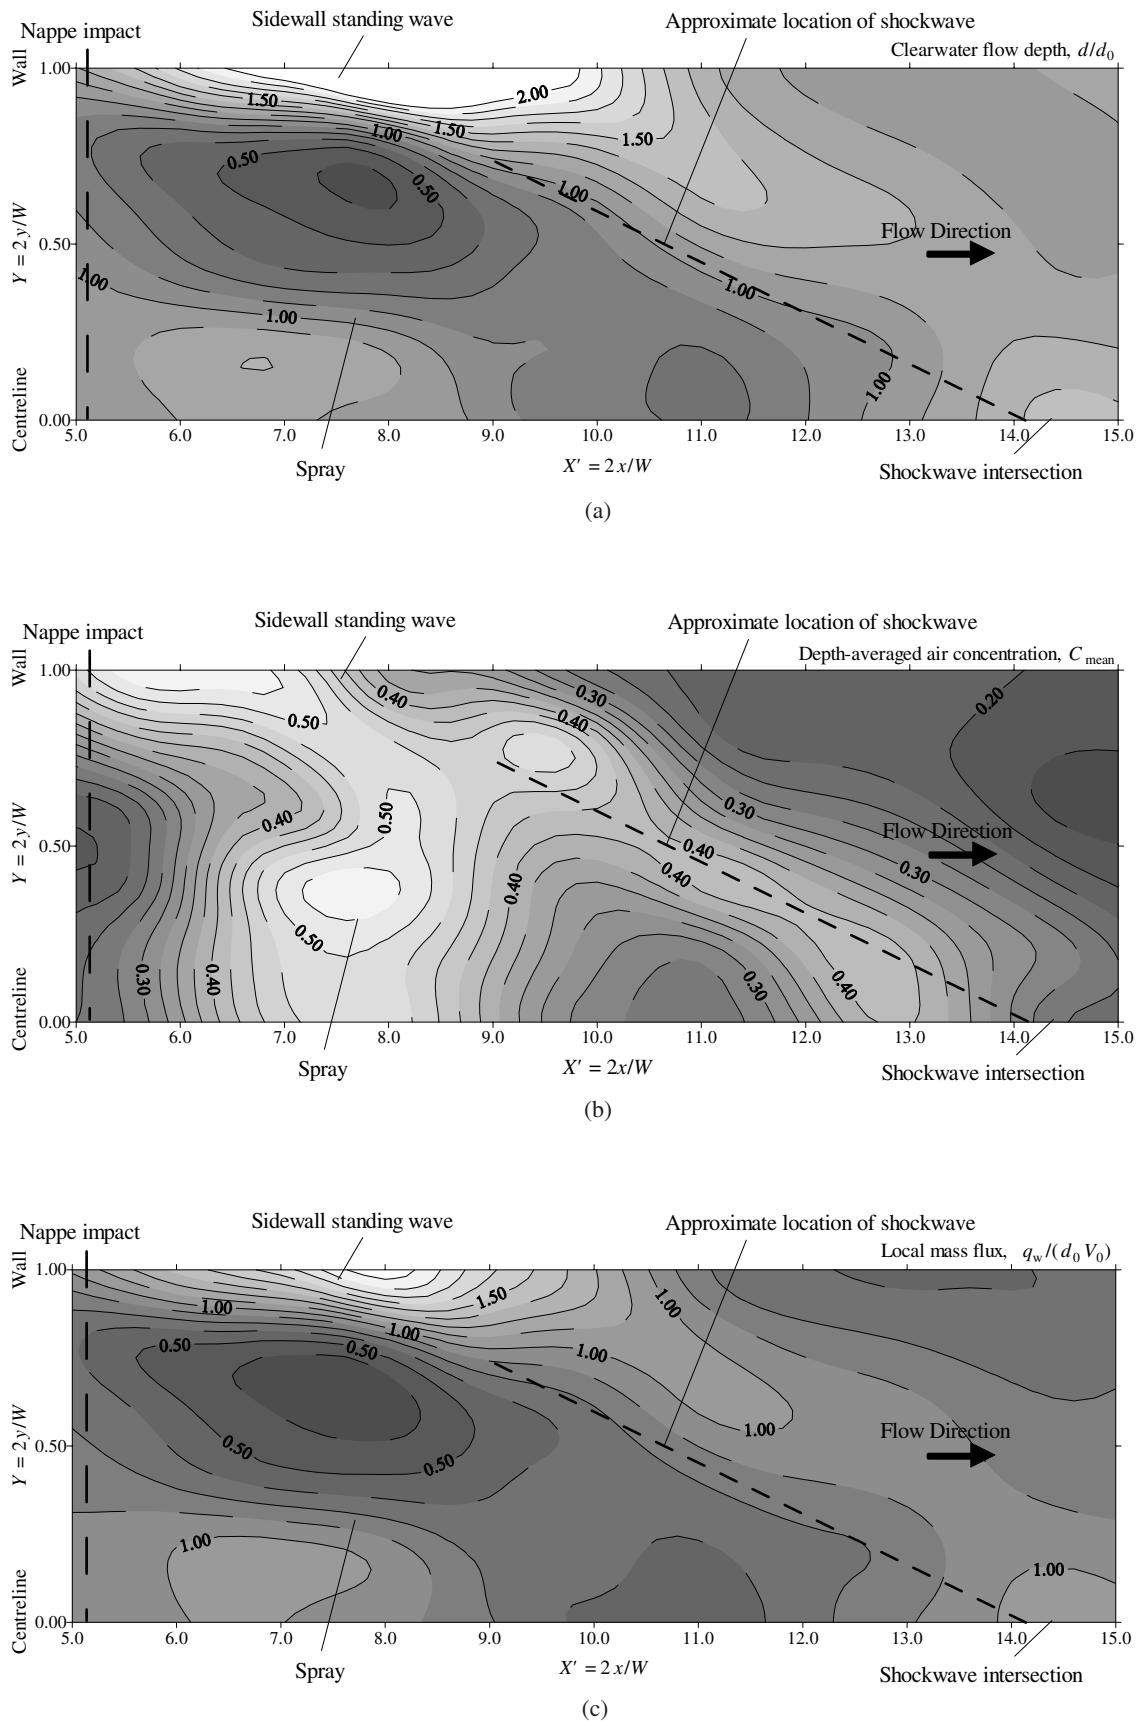 Sidewall standing wave
Approximate location of shockwave
Nappe impact
Clearwater flow depth, d/d0
Wall
1.00
2.00
1.50
1.50
1.50
1.00
0.50
0.50
1.00
Y = 2 y/W
0.50
Flow Direction
1.00
1.00
1.00
1.00
Centreline
0.00
5.0 6.0 7.0 8.0 9.0 10.0 11.0 12.0 13.0 14.0 15.0
Spray
X′ = 2 x/W
Shockwave intersection
(a)
Sidewall standing wave
Approximate location of shockwave
Nappe impact
Depth-averaged air concentration, C mean
Wall
1.00
0.40
0.30
0.20
0.50
0.40
0.50
0.40
0.30
Y = 2 y/W
0.50
Flow Direction
0.40
0.40
0.30
0.40
0.50
0.30
0.40
0.30
0.40
Centreline
0.00
5.0 6.0 7.0 8.0 9.0 10.0 11.0 12.0 13.0 14.0 15.0
Spray
X′ = 2x/W
Shockwave intersection
(b)
Sidewall standing wave
Approximate location of shockwave
Nappe impact
Local mass flux, qw/(d0 V0)
Wall
1.00
1.50
1.00
1.00
1.00
0.50
0.50
1.00
Y = 2 y/W
0.50
1.00
Flow Direction
0.50
0.50
1.00
1.00
Centreline
0.00
5.0 6.0 7.0 8.0 9.0 10.0 11.0 12.0 13.0 14.0 15.0
Spray
X′ = 2 x/W
Shockwave intersection
(c)